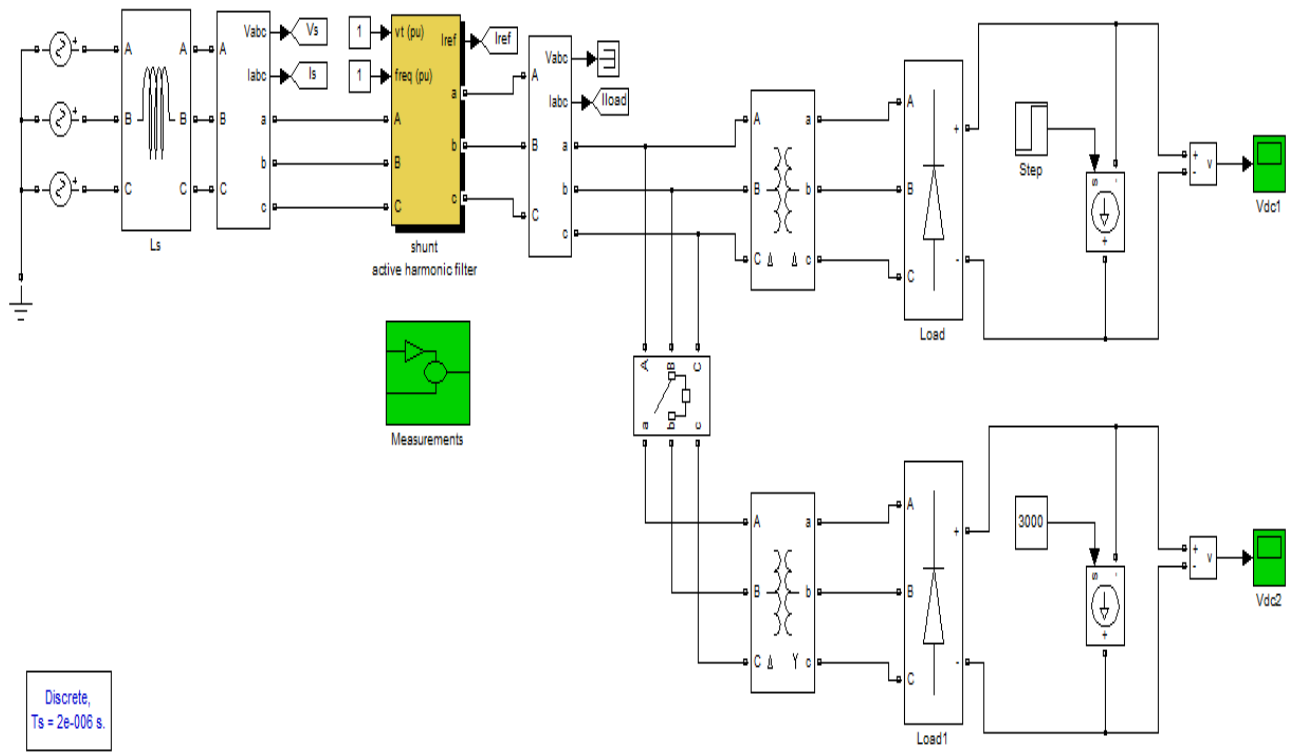 A A A Vabc Vs
Iabc Is
B B B a
b
C C C c
Ls
1 vt (pu) Iref Iref
1 freq (pu) a
A
B b
C c
shunt
active harmonic filter
Vabc
A
Iabc Iload
B a
b
C c
A a
B b
C Δ Δ c
A +
B
C -
Load
Step
s -
+
+ v
-
Vdc1
Measurements
A B C
a b c
A a
B b
C Δ Y c
A +
B
C -
Load1
3000
s -
+
+ v
-
Vdc2
Discrete,
Ts = 2e-006 s.